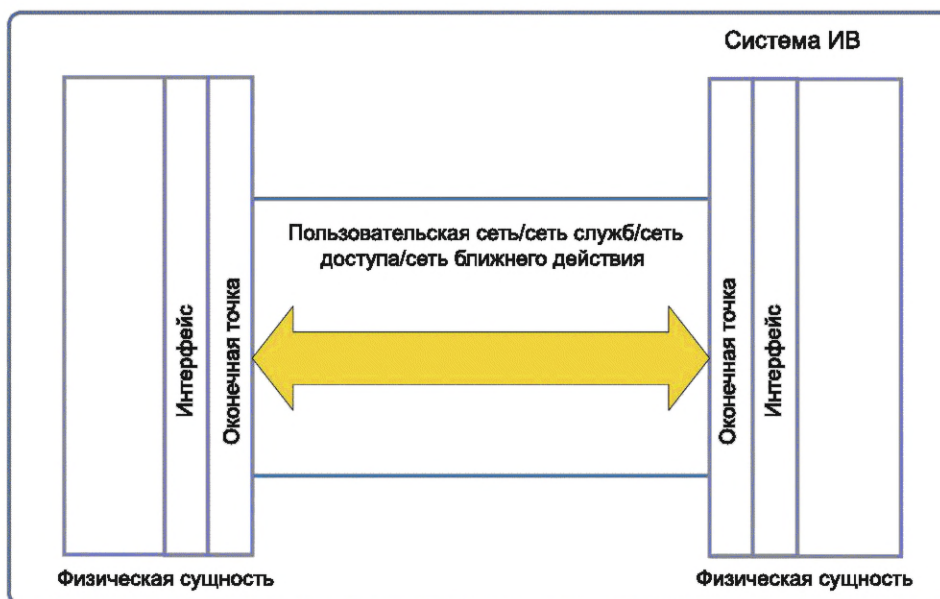 Система ИВ
Пользовательская сеть/сеть служб/сеть
доступа/сеть ближнего действия
Интерфейс
Оконечная точка
Оконечная точка
Интерфейс
Физическая сущность
Физическая сущность